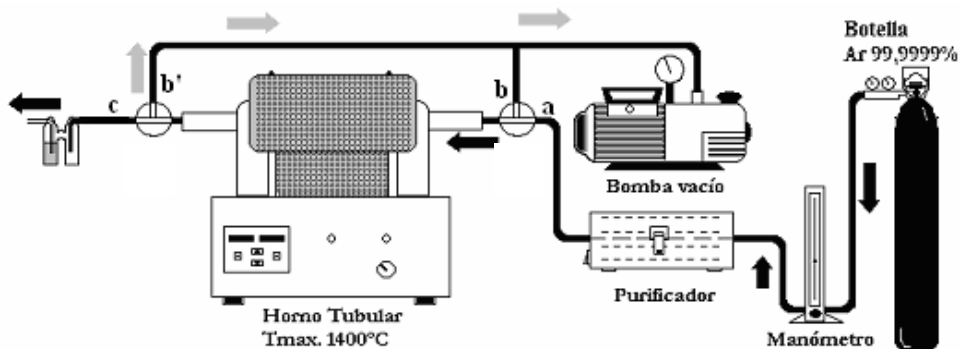 Botella
Ar 99,9999%
b'
b
c
a
Bomba vacío
Purificador
Horno Tubular
Tmax. 1400°C
Manómetro